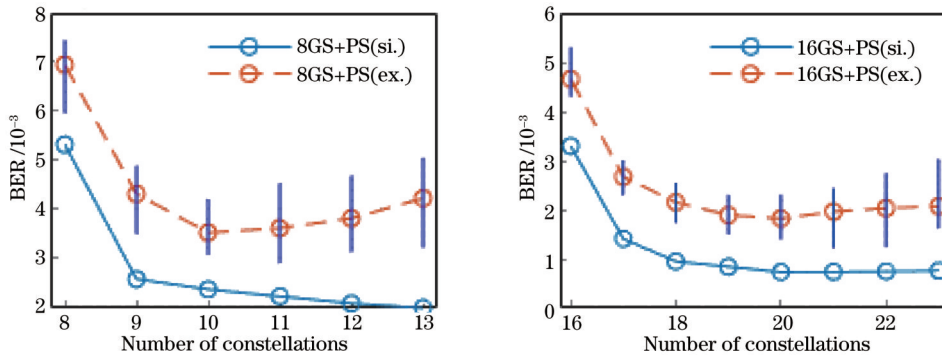 8
7
6
5
4
3
2
BER /10⁻³
8GS+PS(si.)
8GS+PS(ex.)
8 9 10 11 12 13
Number of constellations
6
5
4
3
2
1
0
BER /10⁻³
16GS+PS(si.)
16GS+PS(ex.)
16 18 20 22
Number of constellations